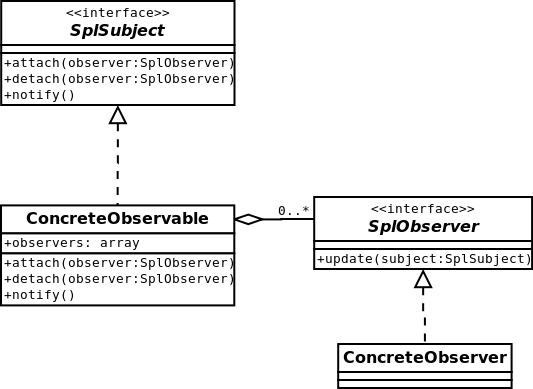 <<interface>>
SplSubject
+attach(observer:SplObserver)
+detach(observer:SplObserver)
+notify()
ConcreteObservable
+observers: array
+attach(observer:SplObserver)
+detach(observer:SplObserver)
+notify()
0..*
<<interface>>
SplObserver
+update(subject:SplSubject)
ConcreteObserver